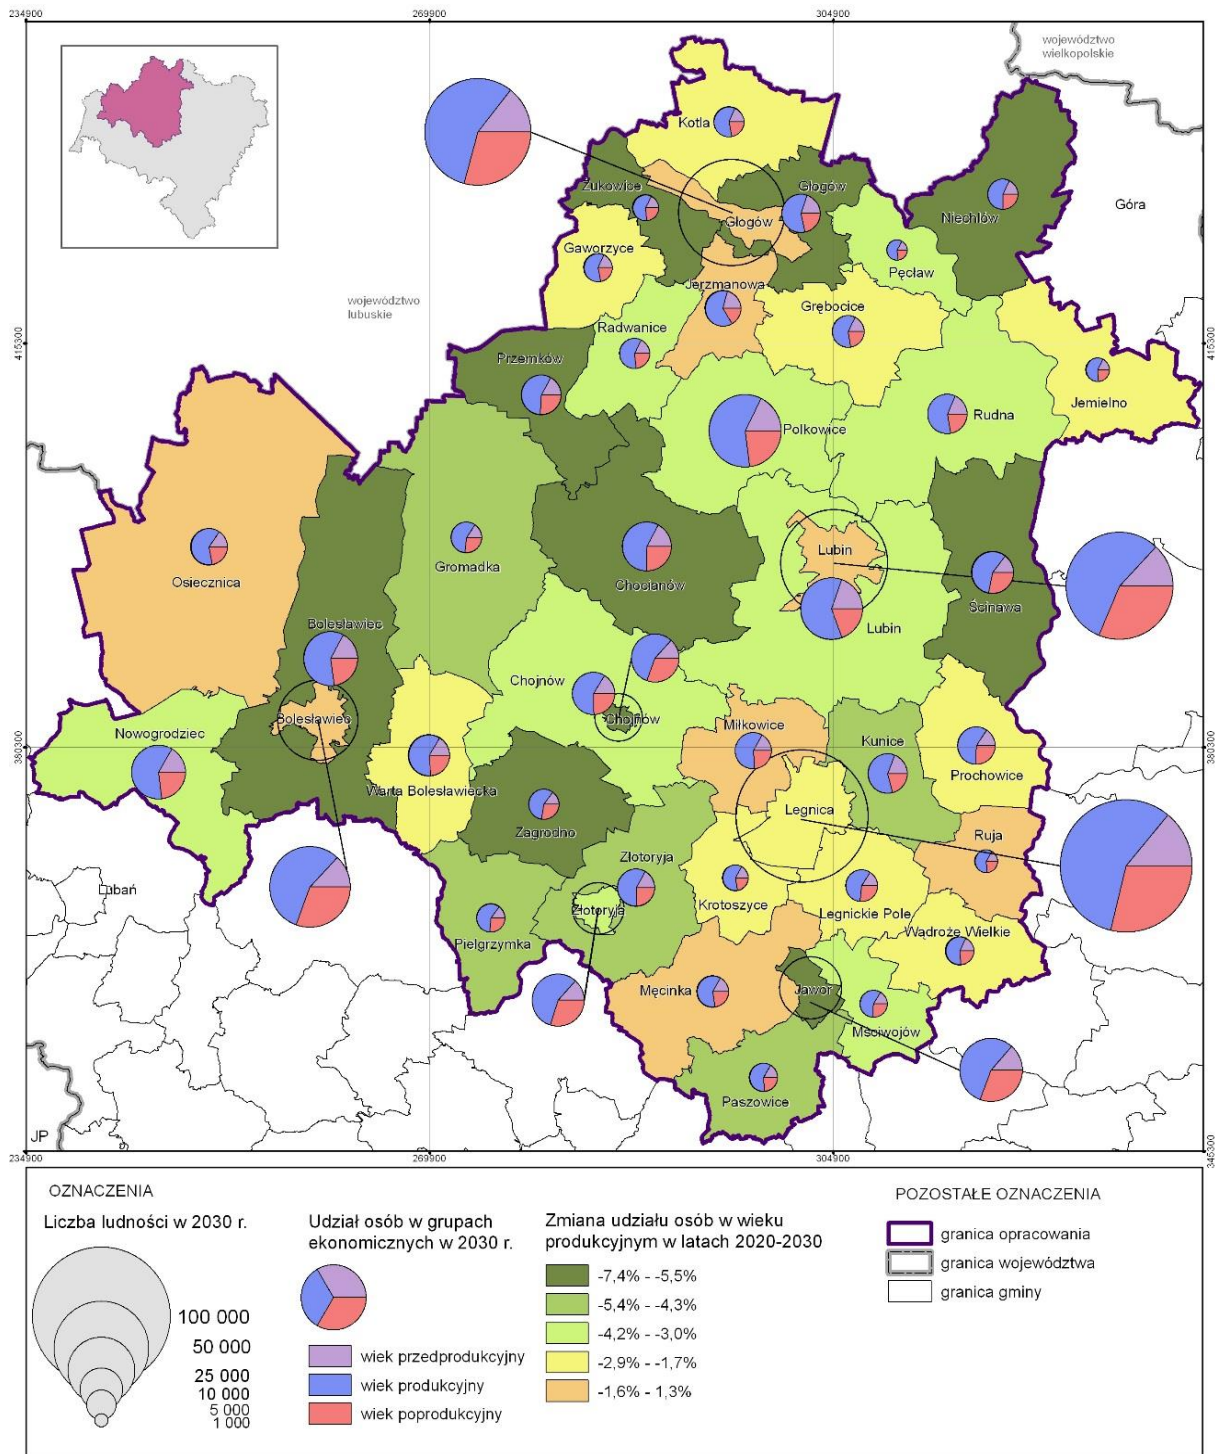 234900
269900
304900
województwo
wielkopolskie
Kotla
Żukowice
Głogów
Głogów
Niechlów
Góra
Gaworzyce
Pęcław
województwo
lubuskie
Jerzmanowa
Grębocice
Radwanice
415300
415300
Przemków
Jemielno
Polkowice
Rudna
Osiecznica
Gromadka
Chocianów
Lubin
Ścinawa
Bolesławiec
Lubin
Chojnów
Bolesławiec
Chojnów
Miłkowice
Nowogrodziec
Kunice
380300
380300
Prochowice
Warta Bolesławiecka
Legnica
Zagrodno
Ruja
Złotoryja
Lubań
Krotoszyce
Legnickie Pole
Złotoryja
Wądroże Wielkie
Pielgrzymka
Męcinka
Jawor
Mściwojów
Paszowice
JP
345300
234900
269900
304900
OZNACZENIA
Liczba ludności w 2030 r.
100 000
50 000
25 000
10 000
5 000
1 000
Udział osób w grupach
ekonomicznych w 2030 r.
wiek przedprodukcyjny
wiek produkcyjny
wiek poprodukcyjny
Zmiana udziału osób w wieku
produkcyjnym w latach 2020-2030
-7,4% - -5,5%
-5,4% - -4,3%
-4,2% - -3,0%
-2,9% - -1,7%
-1,6% - 1,3%
POZOSTAŁE OZNACZENIA
granica opracowania
granica województwa
granica gminy